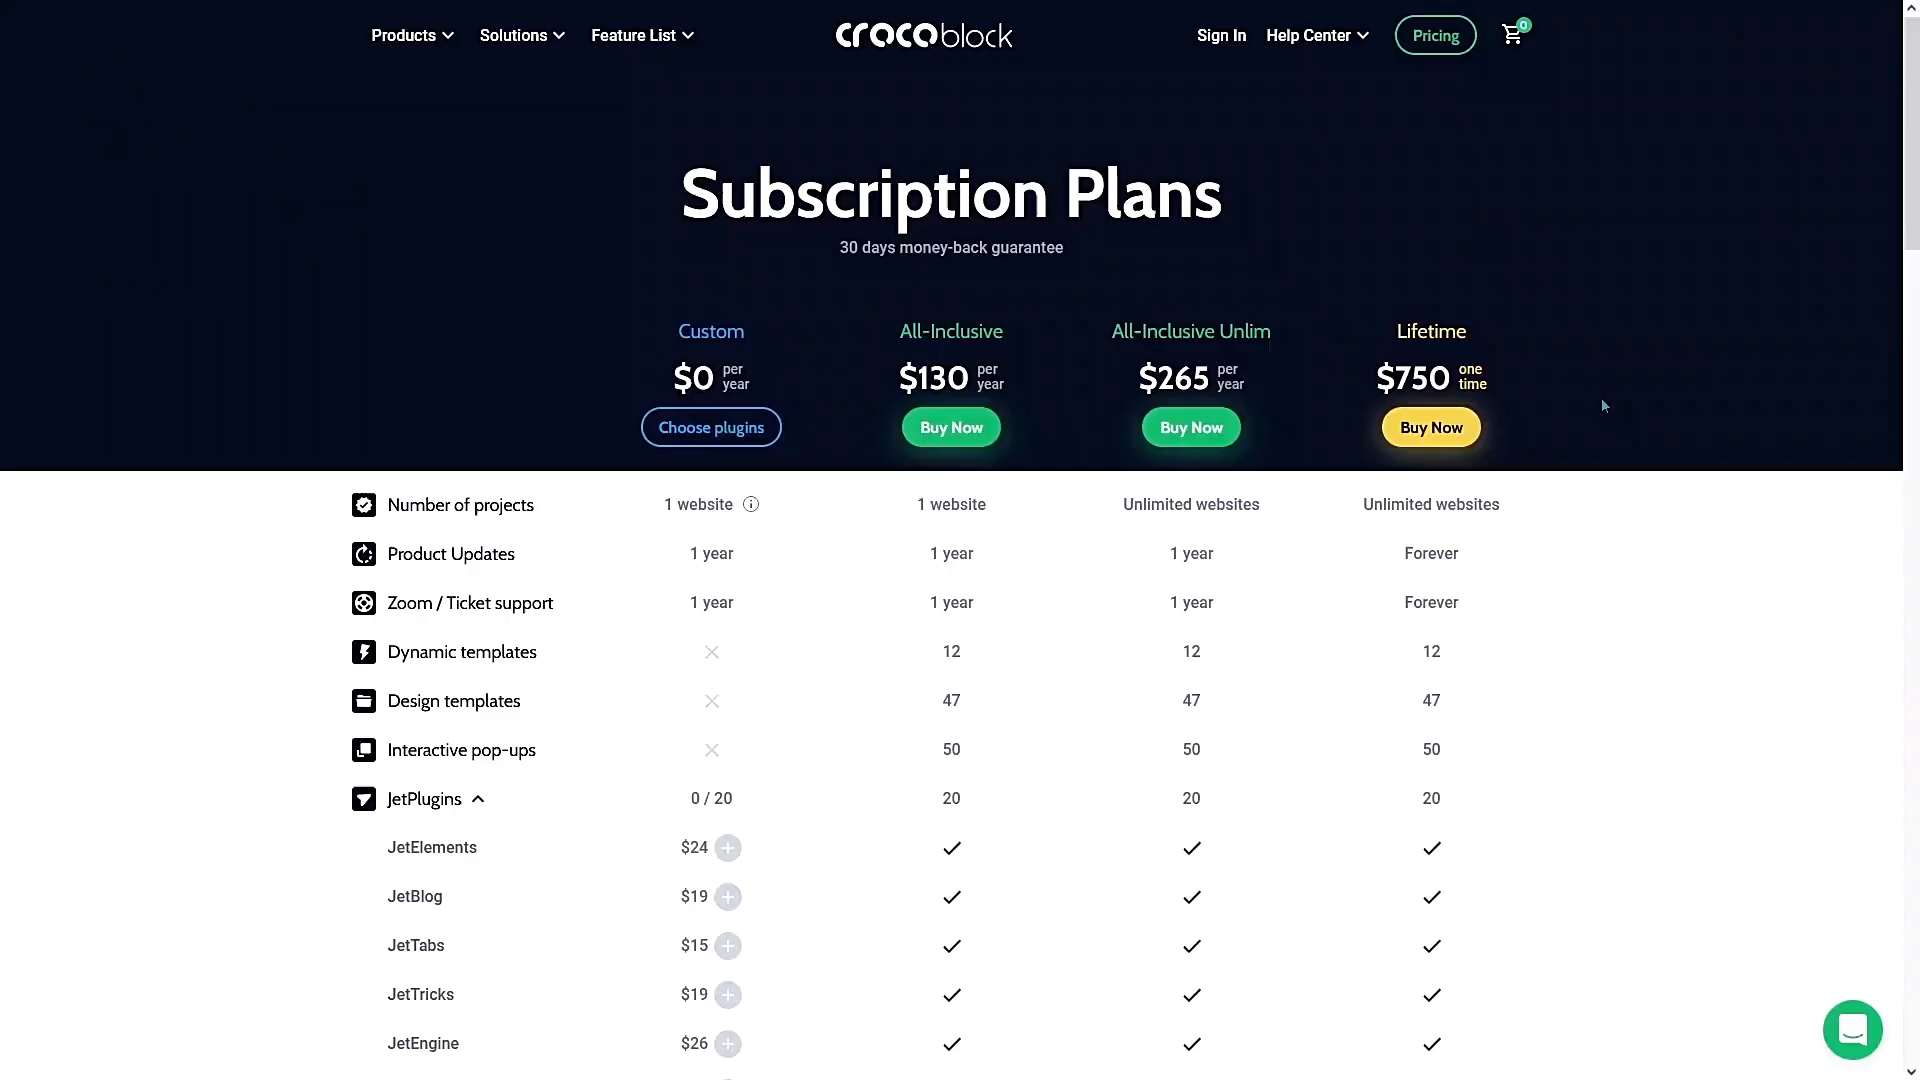 Products Solutions Feature List crocoblock Sign In Help Center Pricing 0
Subscription Plans
30 days money-back guarantee
Custom All-Inclusive All-Inclusive Unlim Lifetime
$0 per year $130 per year $265 per year $750 one time
Choose plugins Buy Now Buy Now Buy Now
Number of projects 1 website 1 website Unlimited websites Unlimited websites
Product Updates 1 year 1 year 1 year Forever
Zoom / Ticket support 1 year 1 year 1 year Forever
Dynamic templates 12 12 12
Design templates 47 47 47
Interactive pop-ups 50 50 50
JetPlugins 0 / 20 20 20 20
JetElements $24
JetBlog $19
JetTabs $15
JetTricks $19
JetEngine $26